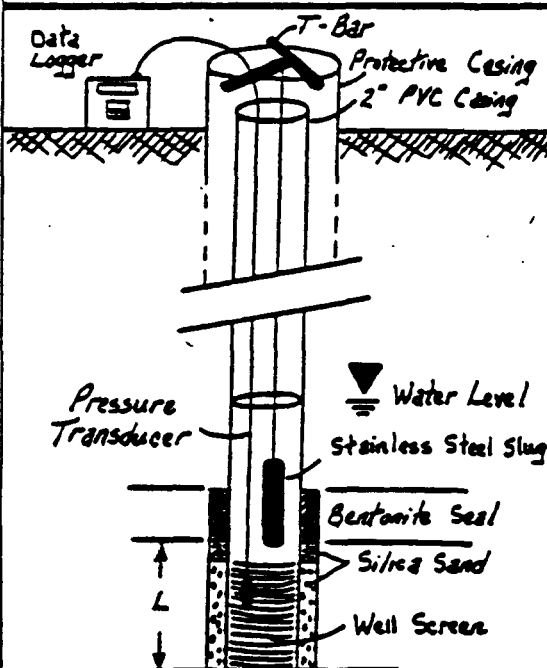 T-Bar
Data
Logger
Protective Casing
2" PVC Casing
Water Level
Pressure
Transducer
Stainless Steel Slug
Bentonite Seal
Silica Sand
L
Well Screen